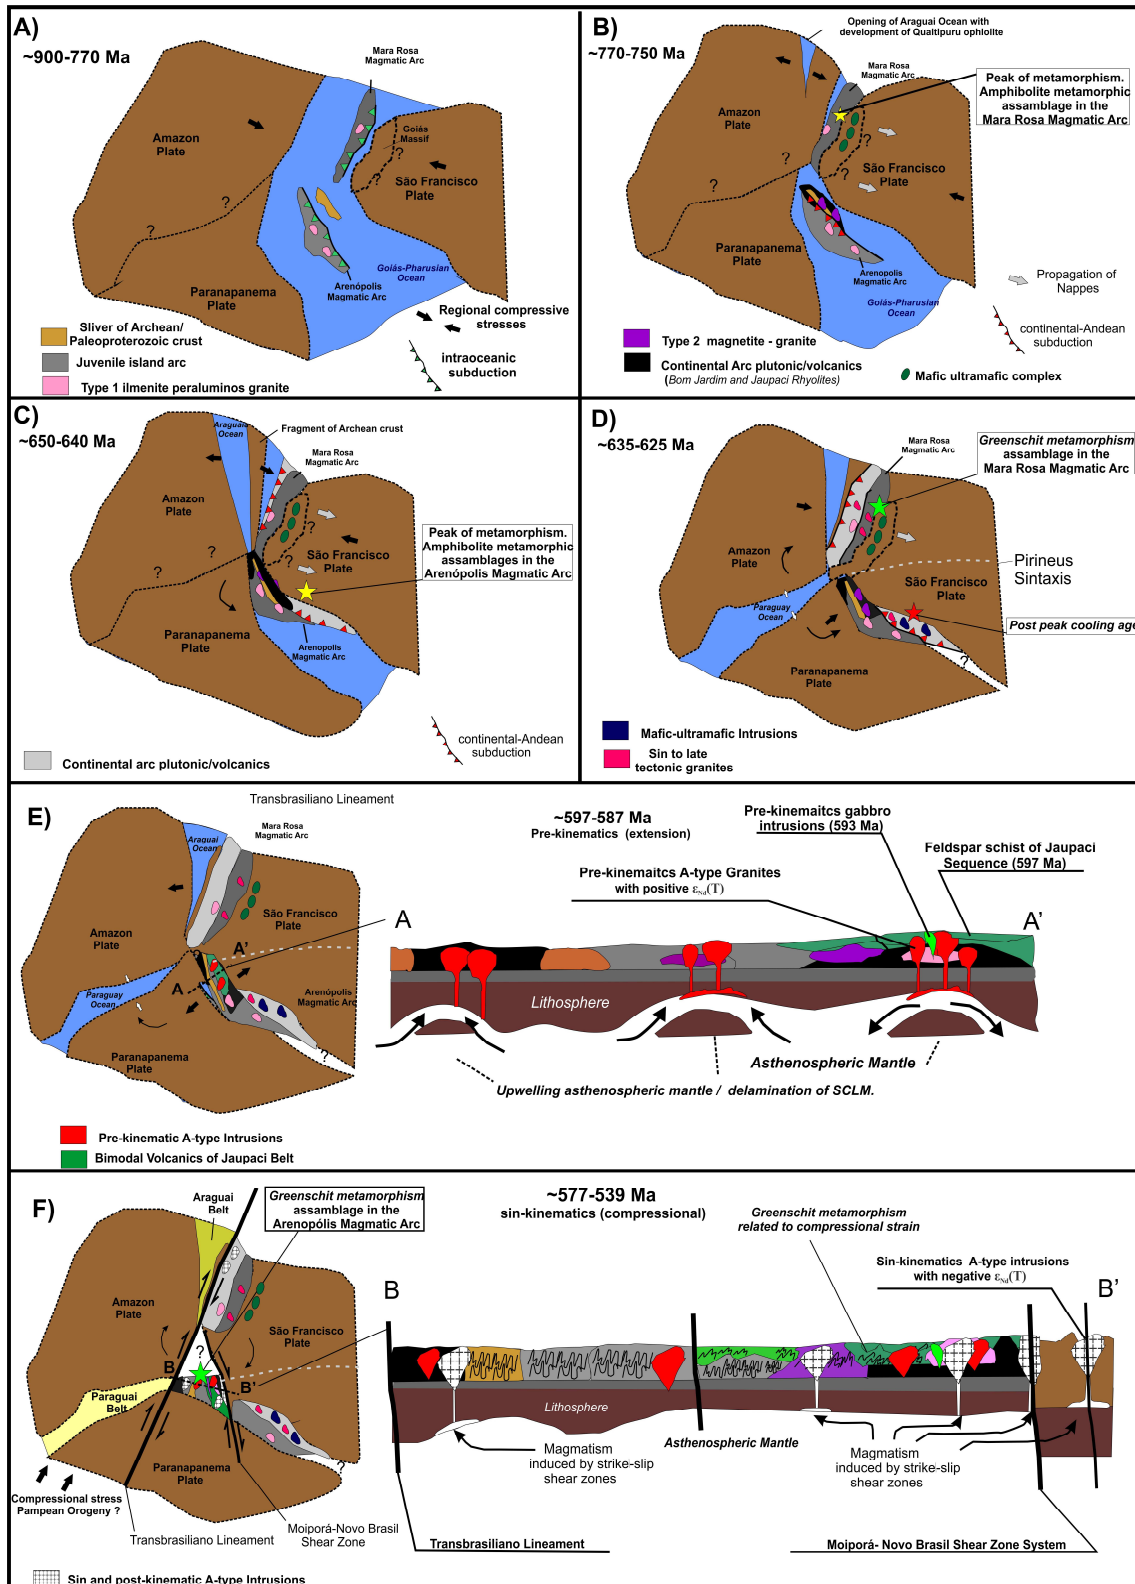 A)
~900-770 Ma
Mara Rosa
Magmatic Arc
Amazon
Plate
Goiás
Massif
?
São Francisco
Plate
?
?
Goiás-Pharusian
Ocean
Paranapanema
Plate
Arenópolis
Magmatic Arc
Regional compressive
stresses
Sliver of Archean/
Paleoproterozoic crust
Juvenile island arc
Type 1 ilmenite peraluminos granite
intraoceanic
subduction
B)
~770-750 Ma
Opening of Araguai Ocean with
development of Quaitipuru ophiolite
Mara Rosa
Magmatic Arc
Peak of metamorphism.
Amphibolite metamorphic
assamblage in the
Mara Rosa Magmatic Arc
Amazon
Plate
?
São Francisco
Plate
?
?
Paranapanema
Plate
Arenopolis
Magmatic Arc
Goiás-Pharusian
Ocean
Propagation of
Nappes
continental-Andean
subduction
Type 2 magnetite - granite
Continental Arc plutonic/volcanics
(Bom Jardim and Jaupaci Rhyolites)
Mafic ultramafic complex
C)
~650-640 Ma
Araguaia
Ocean
Fragment of Archean crust
Mara Rosa
Magmatic Arc
Amazon
Plate
?
São Francisco
Plate
?
?
Peak of metamorphism.
Amphibolite metamorphic
assamblages in the
Arenópolis Magmatic Arc
Paranapanema
Plate
Arenópolis
Magmatic Arc
continental-Andean
subduction
Continental arc plutonic/volcanics
D)
~635-625 Ma
Mara Rosa
Magmatic Arc
Greenschit metamorphism
assamblage in the
Mara Rosa Magmatic Arc
Amazon
Plate
Pirineus
Sintaxis
São Francisco
Plate
Paraguay
Ocean
Post peak cooling age
Paranapanema
Plate
?
Mafic-ultramafic Intrusions
Sin to late
tectonic granites
E)
Transbrasiliano Lineament
Mara Rosa
Magmatic Arc
Araguai
Ocean
São Francisco
Plate
Amazon
Plate
?
A'
A
Paraguay
Ocean
Arenópolis
Magmatic Arc
Paranapanema
Plate
?
~597-587 Ma
Pre-kinematics (extension)
Pre-kinemaitcs gabbro
intrusions (593 Ma)
Feldspar schist of Jaupaci
Sequence (597 Ma)
Pre-kinemaitcs A-type Granites
with positive εNd(T)
A
A'
Lithosphere
Asthenospheric Mantle
Upwelling asthenospheric mantle / delamination of SCLM.
Pre-kinematic A-type Intrusions
Bimodal Volcanics of Jaupaci Belt
F)
Araguai
Belt
Greenschit metamorphism
assamblage in the
Arenopólis Magmatic Arc
Amazon
Plate
São Francisco
Plate
?
B
B'
Paraguai
Belt
Paranapanema
Plate
?
Compressional stress
Pampean Orogeny ?
Transbrasiliano Lineament
Moiporá-Novo Brasil
Shear Zone
Sin and post-kinematic A-type Intrusions
~577-539 Ma
sin-kinematics (compressional)
Greenschit metamorphism
related to compressional strain
Sin-kinematics A-type intrusions
with negative εNd(T)
B
B'
Lithosphere
Magmatism
induced by strike-slip
shear zones
Asthenospheric Mantle
Magmatism
induced by strike-slip
shear zones
Transbrasiliano Lineament
Moiporá- Novo Brasil Shear Zone System